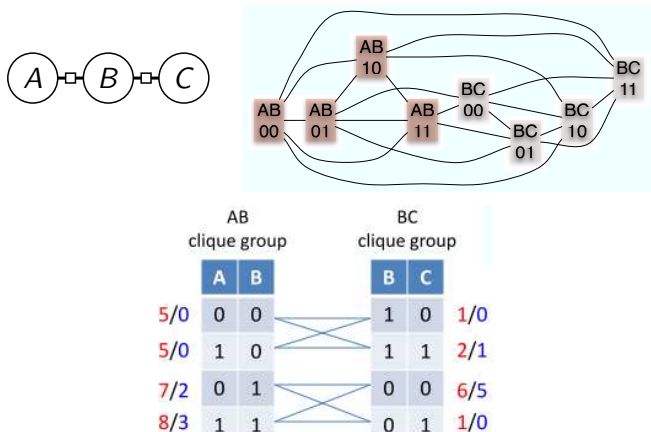 A B C
AB
10
BC
11
BC
00
AB
00
AB
01
AB
11
BC
10
BC
01
AB
clique group
BC
clique group
A B
B C
5/0 0 0 1 0 1/0
5/0 1 0 1 1 2/1
7/2 0 1 0 0 6/5
8/3 1 1 0 1 1/0